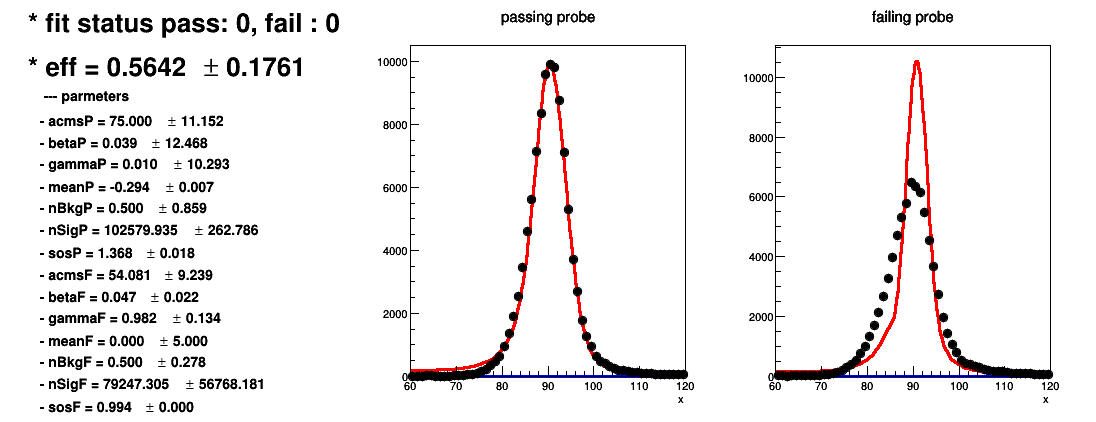 * fit status pass: 0, fail : 0
* eff = 0.5642 ± 0.1761
--- parmeters
- acmsP = 75.000 ± 11.152
- betaP = 0.039 ± 12.468
- gammaP = 0.010 ± 10.293
- meanP = -0.294 ± 0.007
- nBkgP = 0.500 ± 0.859
- nSigP = 102579.935 ± 262.786
- sosP = 1.368 ± 0.018
- acmsF = 54.081 ± 9.239
- betaF = 0.047 ± 0.022
- gammaF = 0.982 ± 0.134
- meanF = 0.000 ± 5.000
- nBkgF = 0.500 ± 0.278
- nSigF = 79247.305 ± 56768.181
- sosF = 0.994 ± 0.000
passing probe
10000
8000
6000
4000
2000
0
60 70 80 90 100 110 120
x
failing probe
10000
8000
6000
4000
2000
0
60 70 80 90 100 110 120
x